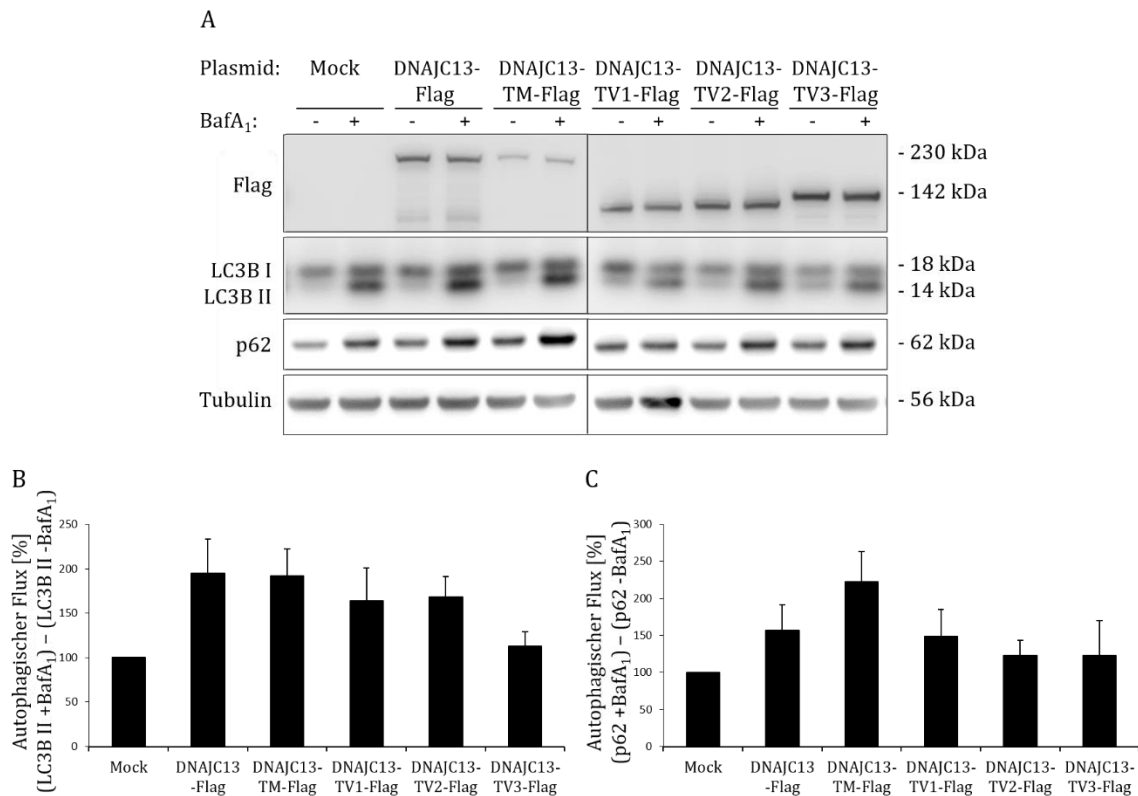 A
Plasmid: Mock DNAJC13-Flag DNAJC13-TM-Flag DNAJC13-TV1-Flag DNAJC13-TV2-Flag DNAJC13-TV3-Flag
BafA₁: - + - + - + - + - + - +
Flag - 230 kDa
- 142 kDa
LC3B I - 18 kDa
LC3B II - 14 kDa
p62 - 62 kDa
Tubulin - 56 kDa
B
Autophagischer Flux [%]
(LC3B II +BafA₁) – (LC3B II -BafA₁)
250
200
150
100
50
0
Mock DNAJC13 DNAJC13- DNAJC13- DNAJC13- DNAJC13-
-Flag TM-Flag TV1-Flag TV2-Flag TV3-Flag
C
Autophagischer Flux [%]
(p62 +BafA₁) – (p62 -BafA₁)
300
250
200
150
100
50
0
Mock DNAJC13 DNAJC13- DNAJC13- DNAJC13- DNAJC13-
-Flag TM-Flag TV1-Flag TV2-Flag TV3-Flag